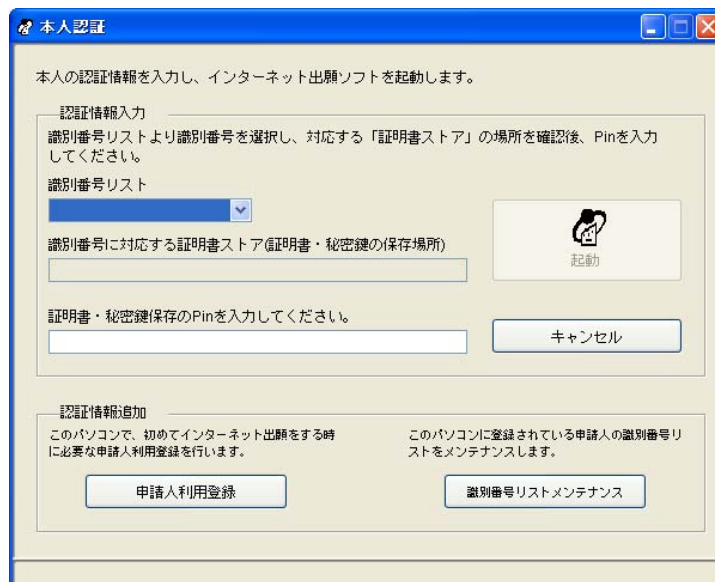 本人認証
本人の認証情報を入力し、インターネット出願ソフトを起動します。
認証情報入力
識別番号リストより識別番号を選択し、対応する「証明書ストア」の場所を確認後、Pinを入力
してください。
識別番号リスト
識別番号に対応する証明書ストア(証明書・秘密鍵の保存場所)
起動
証明書・秘密鍵保存のPinを入力してください。
キャンセル
認証情報追加
このパソコンで、初めてインターネット出願をする時
に必要な申請人利用登録を行います。
申請人利用登録
このパソコンに登録されている申請人の識別番号リ
ストをメンテナンスします。
識別番号リストメンテナンス